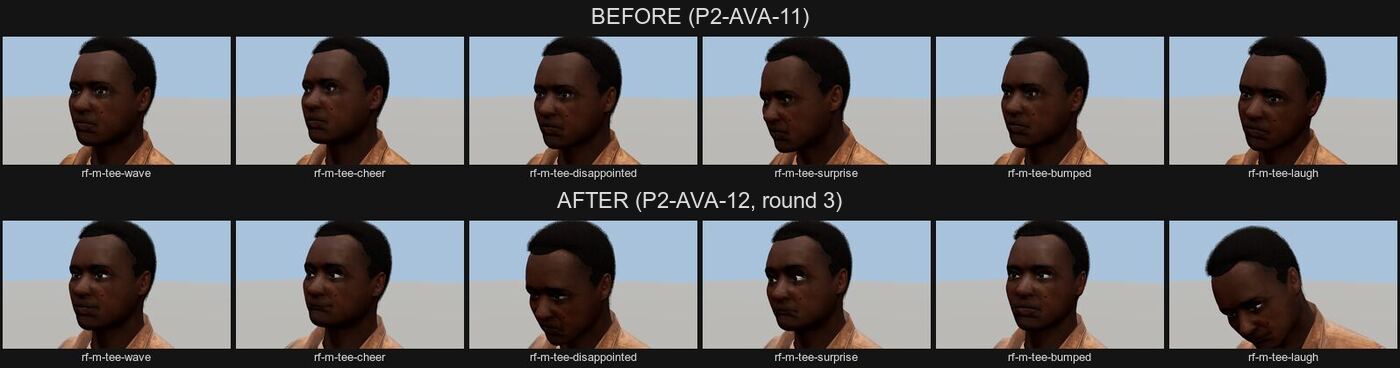 BEFORE (P2-AVA-11)
rf-m-tee-wave rf-m-tee-cheer rf-m-tee-disappointed rf-m-tee-surprise rf-m-tee-bumped rf-m-tee-laugh
AFTER (P2-AVA-12, round 3)
rf-m-tee-wave rf-m-tee-cheer rf-m-tee-disappointed rf-m-tee-surprise rf-m-tee-bumped rf-m-tee-laugh